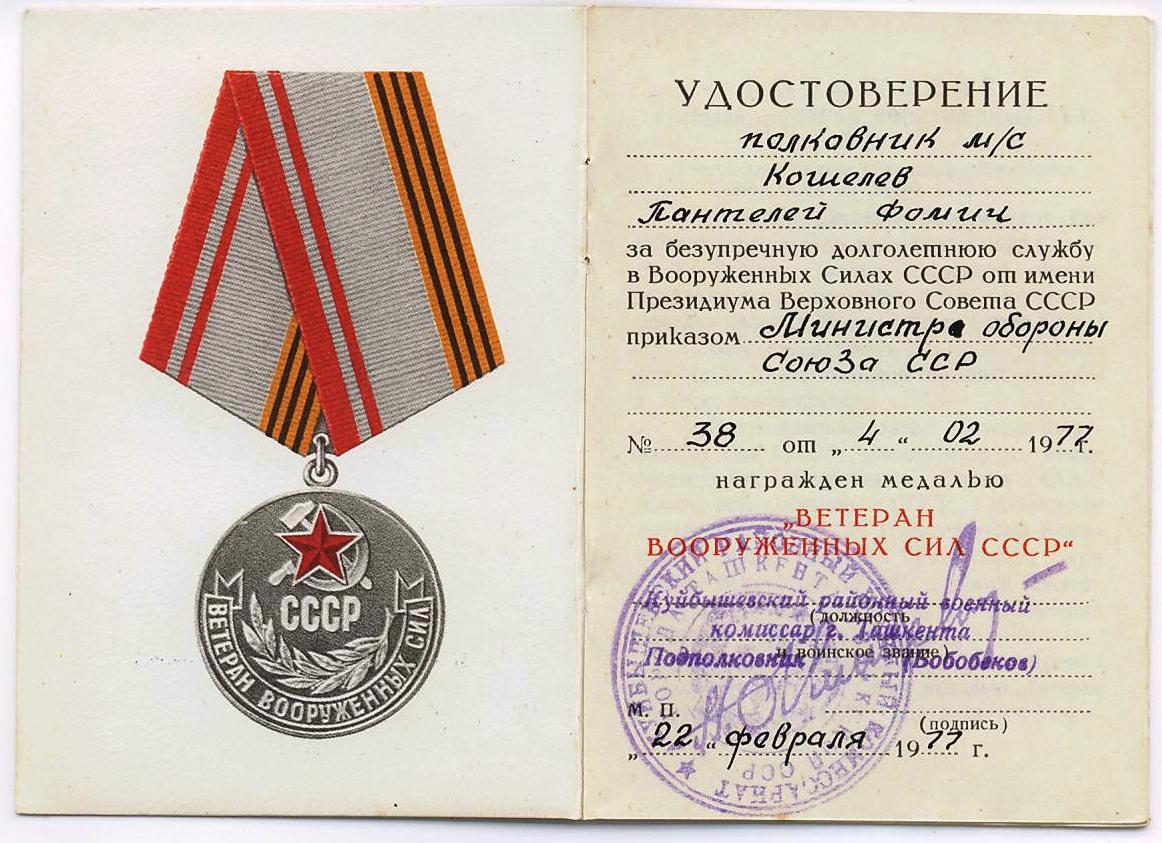 СССР
ВЕТЕРАН ВООРУЖЕННЫХ СИЛ
УДОСТОВЕРЕНИЕ
полковник м/с
Кошелев
Пантелей Фомич
за безупречную долголетнюю службу
в Вооруженных Силах СССР от имени
Президиума Верховного Совета СССР
приказом Министра обороны
Союза ССР
№ 38 от „4“ 02 1977г.
награжден медалью
„ВЕТЕРАН
ВООРУЖЕННЫХ СИЛ СССР“
Куйбышевский районный военный
(должность
комиссар г. Ташкента
и воинское звание)
Подполковник (Бобобеков)
М. П.
(подпись)
„22“ февраля 1977 г.